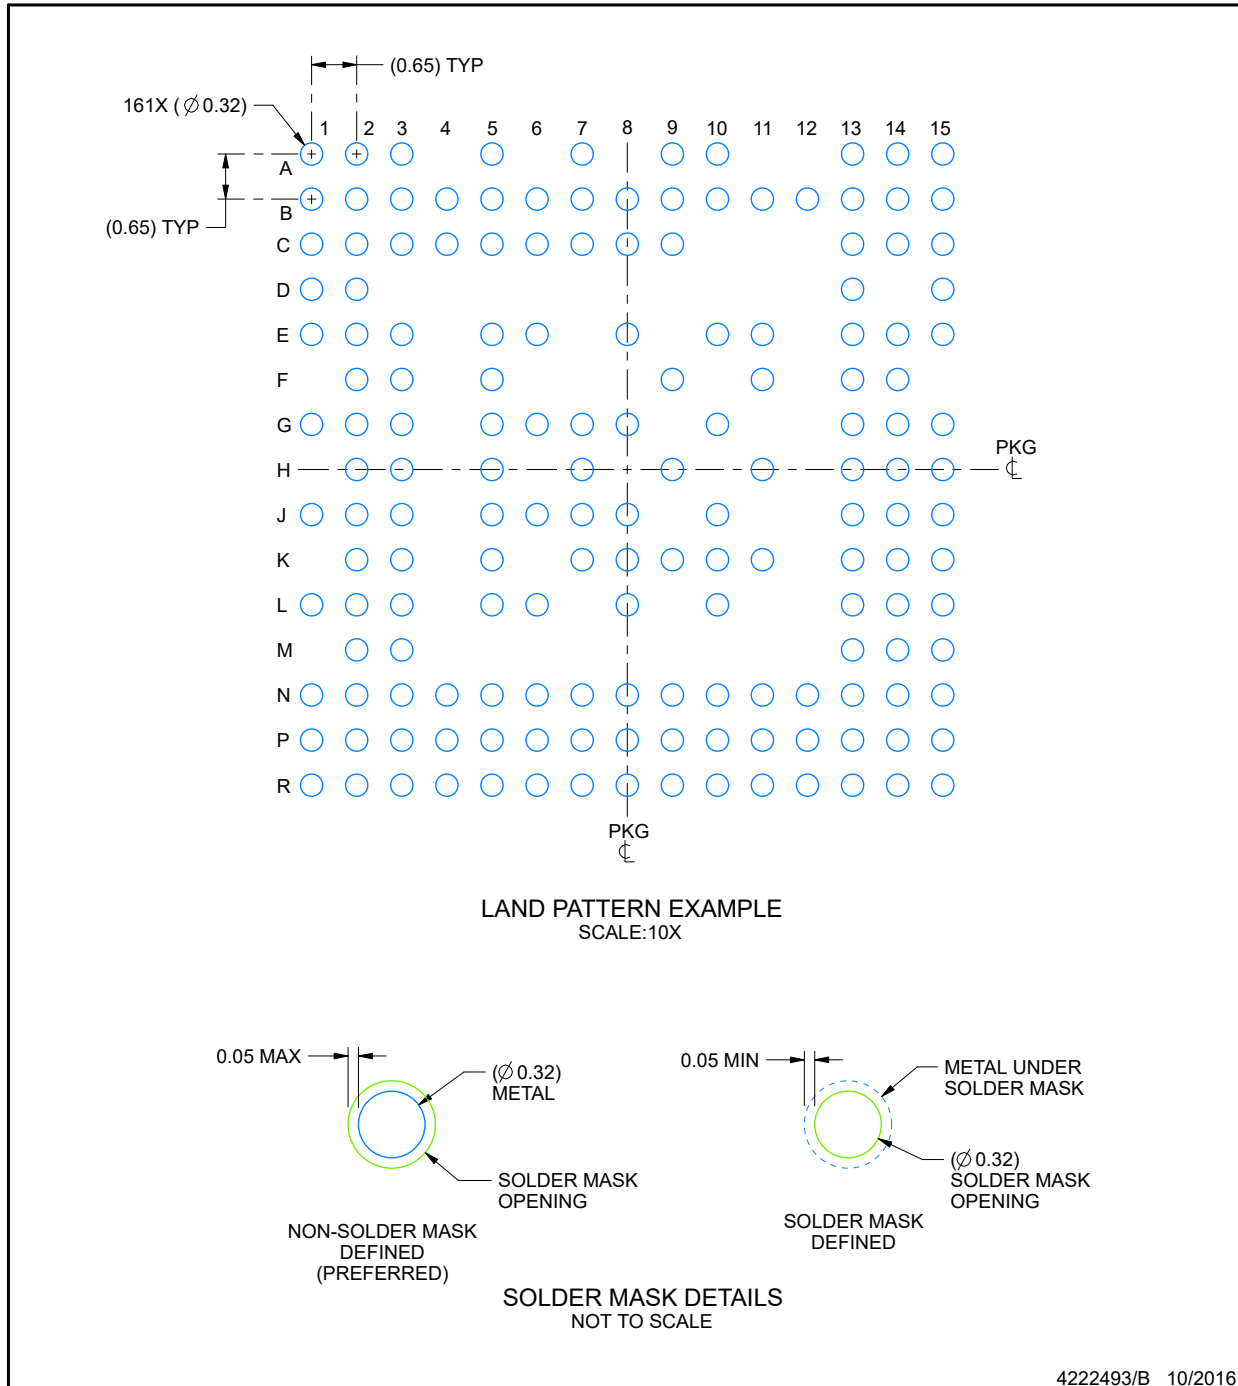 (0.65) TYP
161X (∅0.32)
1 2 3 4 5 6 7 8 9 10 11 12 13 14 15
A
B
(0.65) TYP
C
D
E
F
G
PKG
H
℄
J
K
L
M
N
P
R
PKG
℄
LAND PATTERN EXAMPLE
SCALE:10X
0.05 MAX
(∅0.32)
METAL
SOLDER MASK
OPENING
NON-SOLDER MASK
DEFINED
(PREFERRED)
0.05 MIN
METAL UNDER
SOLDER MASK
(∅0.32)
SOLDER MASK
OPENING
SOLDER MASK
DEFINED
SOLDER MASK DETAILS
NOT TO SCALE
4222493/B 10/2016